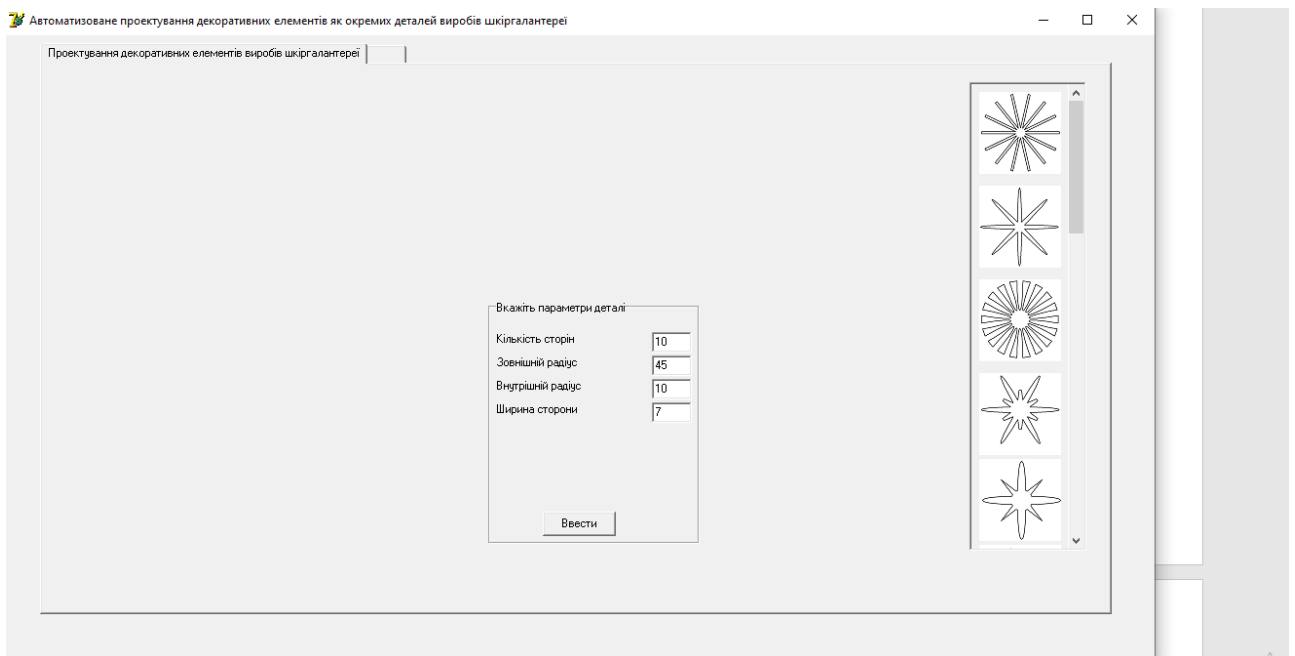 Автоматизоване проектування декоративних елементів як окремих деталей виробів шкіргалантереї
Проектування декоративних елементів виробів шкіргалантереї
Вкажіть параметри деталі
Кількість сторін 10
Зовнішній радіус 45
Внутрішній радіус 10
Ширина сторони 7
Ввести